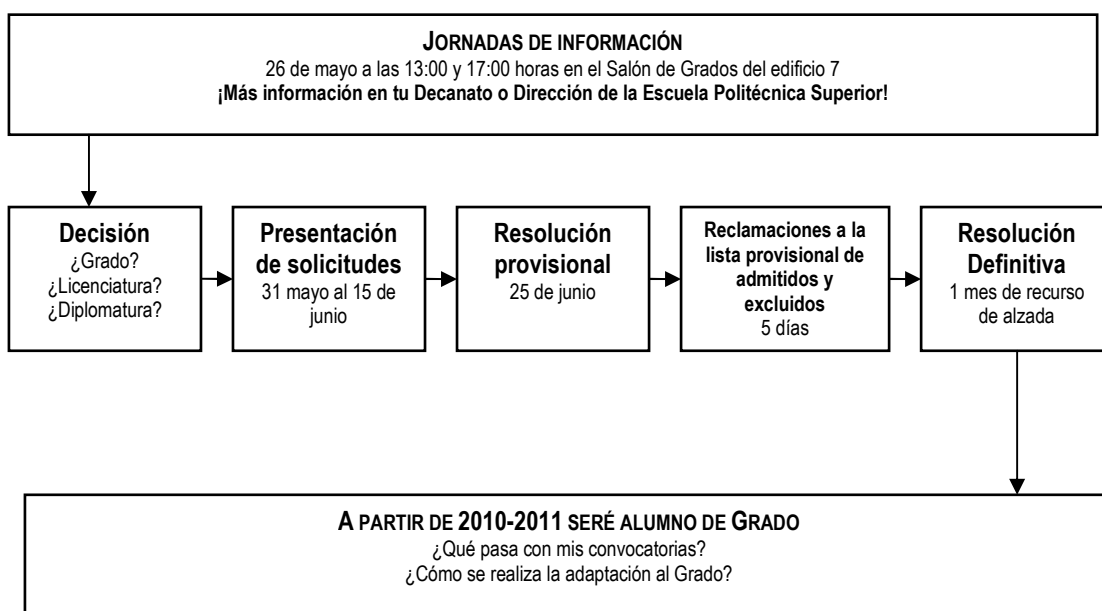 JORNADAS DE INFORMACIÓN
26 de mayo a las 13:00 y 17:00 horas en el Salón de Grados del edificio 7
¡Más información en tu Decanato o Dirección de la Escuela Politécnica Superior!
Decisión
¿Grado?
¿Licenciatura?
¿Diplomatura?
Presentación
de solicitudes
31 mayo al 15 de
junio
Resolución
provisional
25 de junio
Reclamaciones a la
lista provisional de
admitidos y
excluidos
5 días
Resolución
Definitiva
1 mes de recurso
de alzada
A PARTIR DE 2010-2011 SERÉ ALUMNO DE GRADO
¿Qué pasa con mis convocatorias?
¿Cómo se realiza la adaptación al Grado?